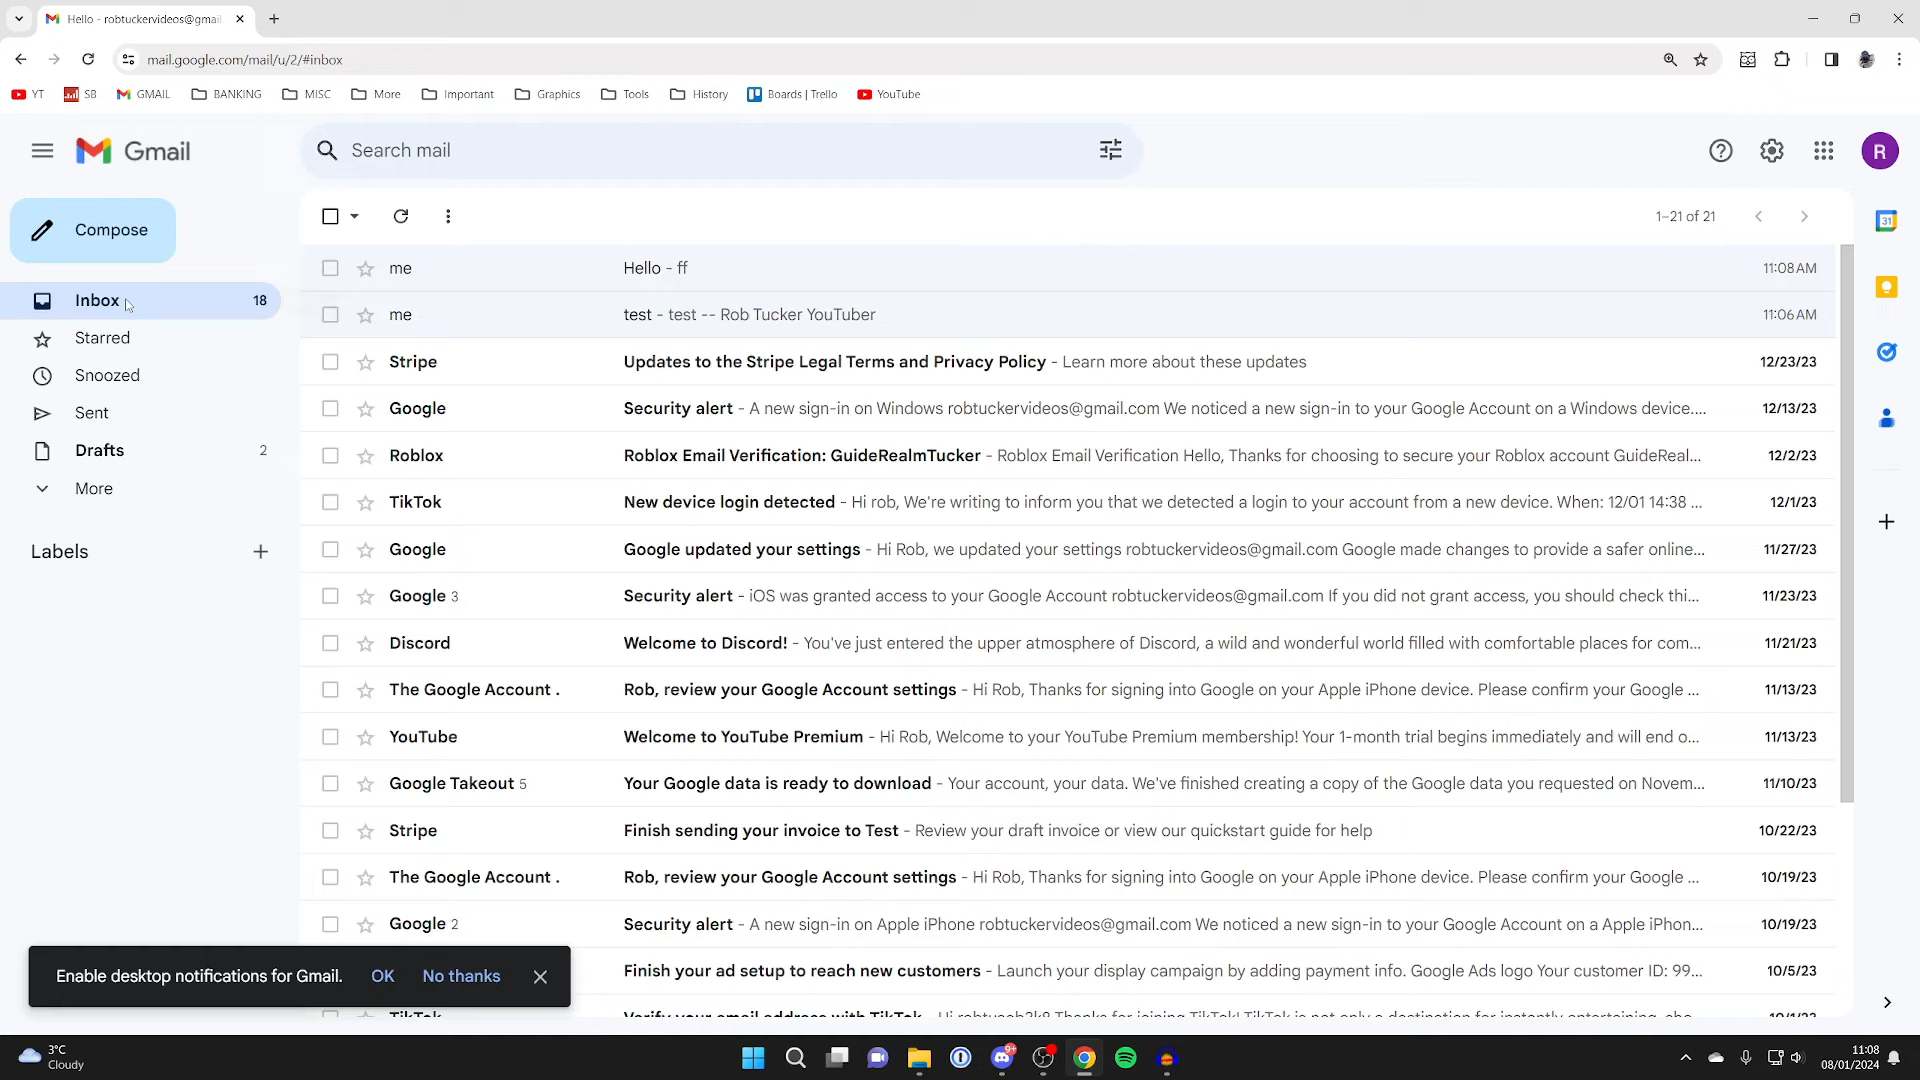 Hello - robtuckervideos@gmail
mail.google.com/mail/u/2/#inbox
YT SB GMAIL BANKING MISC More Important Graphics Tools History Boards | Trello YouTube
Gmail
Search mail
R
Compose
1–21 of 21
Inbox 18
Starred
Snoozed
Sent
Drafts 2
More
Labels
me Hello - ff 11:08 AM
me test - test -- Rob Tucker YouTuber 11:06 AM
Stripe Updates to the Stripe Legal Terms and Privacy Policy - Learn more about these updates 12/23/23
Google Security alert - A new sign-in on Windows robtuckervideos@gmail.com We noticed a new sign-in to your Google Account on a Windows device.... 12/13/23
Roblox Roblox Email Verification: GuideRealmTucker - Roblox Email Verification Hello, Thanks for choosing to secure your Roblox account GuideReal... 12/2/23
TikTok New device login detected - Hi rob, We're writing to inform you that we detected a login to your account from a new device. When: 12/01 14:38 ... 12/1/23
Google Google updated your settings - Hi Rob, we updated your settings robtuckervideos@gmail.com Google made changes to provide a safer online... 11/27/23
Google 3 Security alert - iOS was granted access to your Google Account robtuckervideos@gmail.com If you did not grant access, you should check thi... 11/23/23
Discord Welcome to Discord! - You've just entered the upper atmosphere of Discord, a wild and wonderful world filled with comfortable places for com... 11/21/23
The Google Account . Rob, review your Google Account settings - Hi Rob, Thanks for signing into Google on your Apple iPhone device. Please confirm your Google ... 11/13/23
YouTube Welcome to YouTube Premium - Hi Rob, Welcome to your YouTube Premium membership! Your 1-month trial begins immediately and will end o... 11/13/23
Google Takeout 5 Your Google data is ready to download - Your account, your data. We've finished creating a copy of the Google data you requested on Novem... 11/10/23
Stripe Finish sending your invoice to Test - Review your draft invoice or view our quickstart guide for help 10/22/23
The Google Account . Rob, review your Google Account settings - Hi Rob, Thanks for signing into Google on your Apple iPhone device. Please confirm your Google ... 10/19/23
Google 2 Security alert - A new sign-in on Apple iPhone robtuckervideos@gmail.com We noticed a new sign-in to your Google Account on a Apple iPhon... 10/19/23
Finish your ad setup to reach new customers - Launch your display campaign by adding payment info. Google Ads logo Your customer ID: 99... 10/5/23
TikTok Verify your email address with TikTok
Enable desktop notifications for Gmail. OK No thanks
31
3°C
Cloudy
9+
11:08
08/01/2024